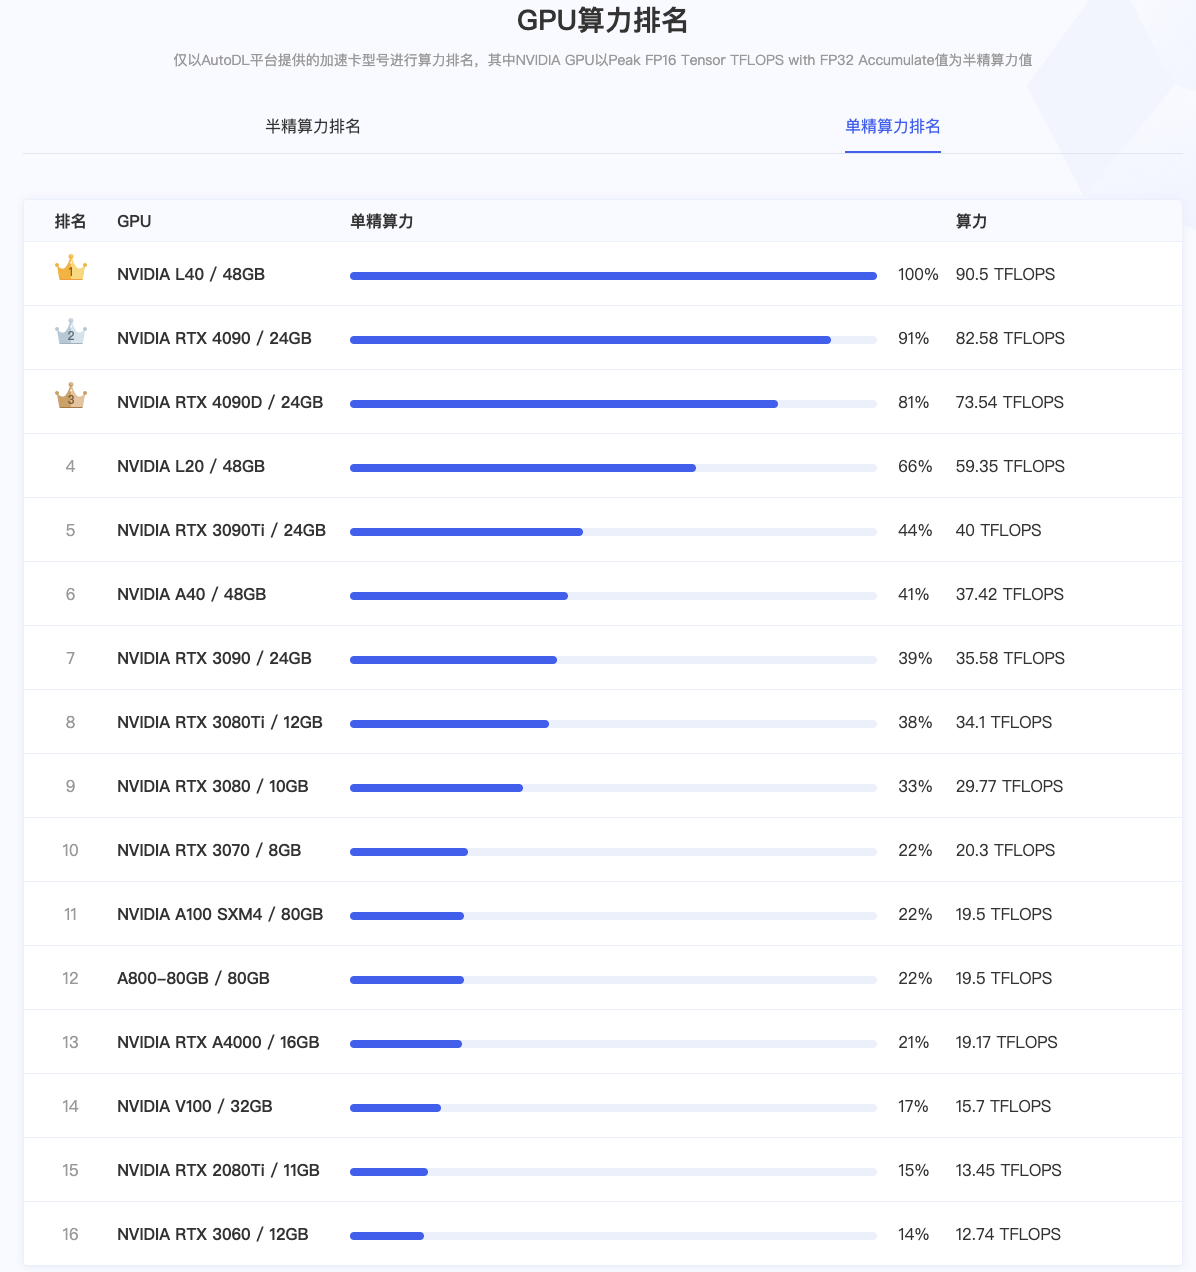 GPU算力排名
仅以AutoDL平台提供的加速卡型号进行算力排名，其中NVIDIA GPU以Peak FP16 Tensor TFLOPS with FP32 Accumulate值为半精算力值
半精算力排名 单精算力排名
排名 GPU 单精算力 算力
1 NVIDIA L40 / 48GB 100% 90.5 TFLOPS
2 NVIDIA RTX 4090 / 24GB 91% 82.58 TFLOPS
3 NVIDIA RTX 4090D / 24GB 81% 73.54 TFLOPS
4 NVIDIA L20 / 48GB 66% 59.35 TFLOPS
5 NVIDIA RTX 3090Ti / 24GB 44% 40 TFLOPS
6 NVIDIA A40 / 48GB 41% 37.42 TFLOPS
7 NVIDIA RTX 3090 / 24GB 39% 35.58 TFLOPS
8 NVIDIA RTX 3080Ti / 12GB 38% 34.1 TFLOPS
9 NVIDIA RTX 3080 / 10GB 33% 29.77 TFLOPS
10 NVIDIA RTX 3070 / 8GB 22% 20.3 TFLOPS
11 NVIDIA A100 SXM4 / 80GB 22% 19.5 TFLOPS
12 A800-80GB / 80GB 22% 19.5 TFLOPS
13 NVIDIA RTX A4000 / 16GB 21% 19.17 TFLOPS
14 NVIDIA V100 / 32GB 17% 15.7 TFLOPS
15 NVIDIA RTX 2080Ti / 11GB 15% 13.45 TFLOPS
16 NVIDIA RTX 3060 / 12GB 14% 12.74 TFLOPS